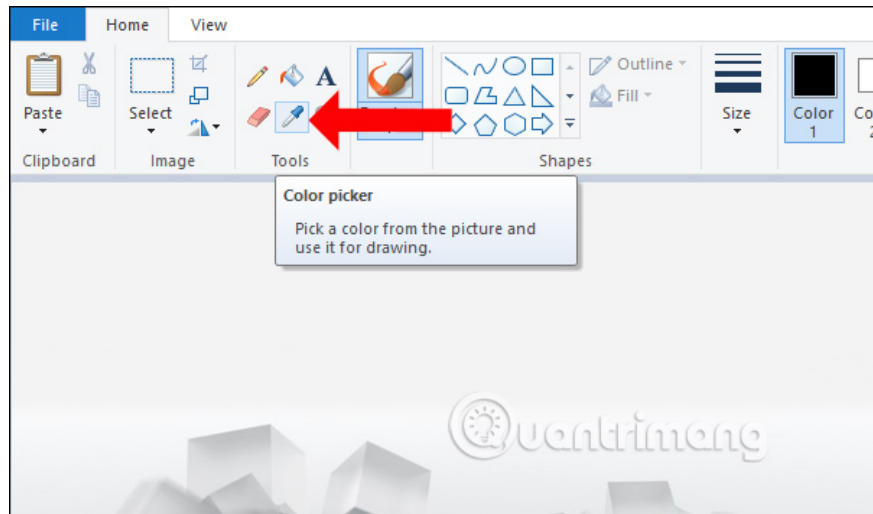 File Home View
Paste
Select
A
Outline
Fill
Size
Color
1
Clipboard Image Tools Shapes
Color picker
Pick a color from the picture and
use it for drawing.
Quantrimang